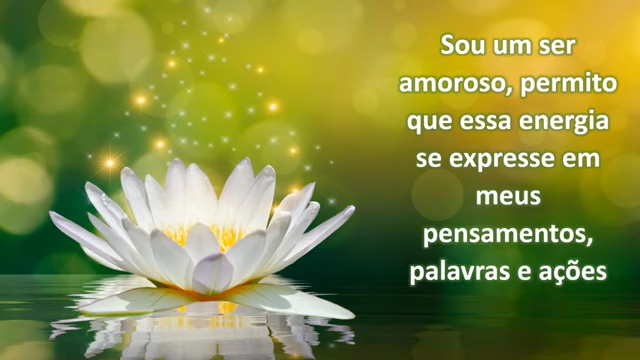 Sou um ser
amoroso, permito
que essa energia
se expresse em
meus
pensamentos,
palavras e ações